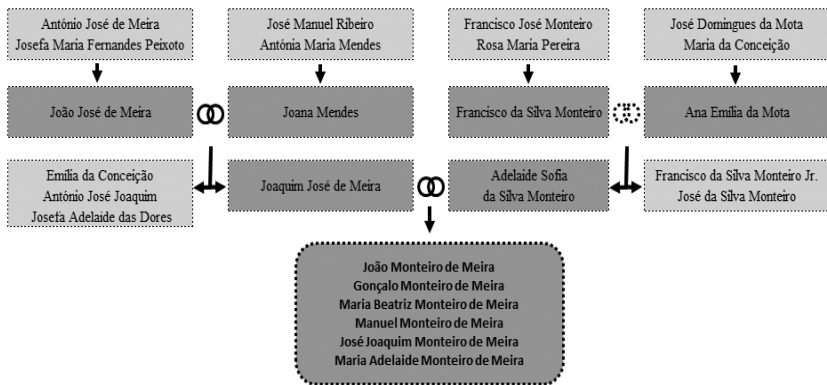 António José de Meira
Josefa Maria Fernandes Peixoto
José Manuel Ribeiro
Antónia Maria Mendes
Francisco José Monteiro
Rosa Maria Pereira
José Domingues da Mota
Maria da Conceição
João José de Meira
Joana Mendes
Francisco da Silva Monteiro
Ana Emília da Mota
Emília da Conceição
António José Joaquim
Josefa Adelaide das Dores
Joaquim José de Meira
Adelaide Sofia
da Silva Monteiro
Francisco da Silva Monteiro Jr.
José da Silva Monteiro
João Monteiro de Meira
Gonçalo Monteiro de Meira
Maria Beatriz Monteiro de Meira
Manuel Monteiro de Meira
José Joaquim Monteiro de Meira
Maria Adelaide Monteiro de Meira